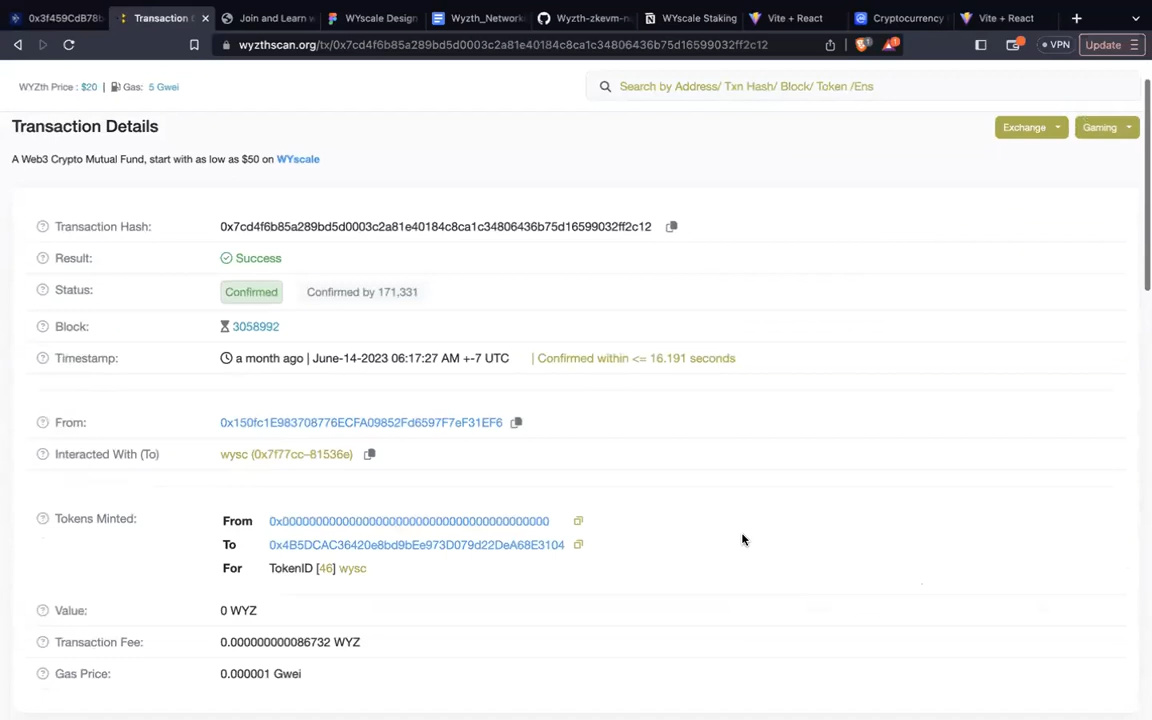 0x3f459CdB78
Transaction
Join and Learn
WYscale Design
Wyzth_Network
Wyzth-zkevm-n
WYscale Staking
Vite + React
Cryptocurrency
Vite + React
wyzthscan.org/tx/0x7cd4f6b85a289bd5d0003c2a81e40184c8ca1c34806436b75d16599032ff2c12
1
VPN
Update
WYZth Price : $20 | Gas: 5 Gwei
Search by Address/ Txn Hash/ Block/ Token /Ens
Transaction Details
Exchange
Gaming
A Web3 Crypto Mutual Fund, start with as low as $50 on WYscale
Transaction Hash: 0x7cd4f6b85a289bd5d0003c2a81e40184c8ca1c34806436b75d16599032ff2c12
Result: Success
Status: Confirmed Confirmed by 171,331
Block: 3058992
Timestamp: a month ago | June-14-2023 06:17:27 AM +-7 UTC | Confirmed within <= 16.191 seconds
From: 0x150fc1E983708776ECFA09852Fd6597F7eF31EF6
Interacted With (To) wysc (0x7f77cc–81536e)
Tokens Minted: From 0x0000000000000000000000000000000000000000
To 0x4B5DCAC36420e8bd9bEe973D079d22DeA68E3104
For TokenID [46] wysc
Value: 0 WYZ
Transaction Fee: 0.000000000086732 WYZ
Gas Price: 0.000001 Gwei